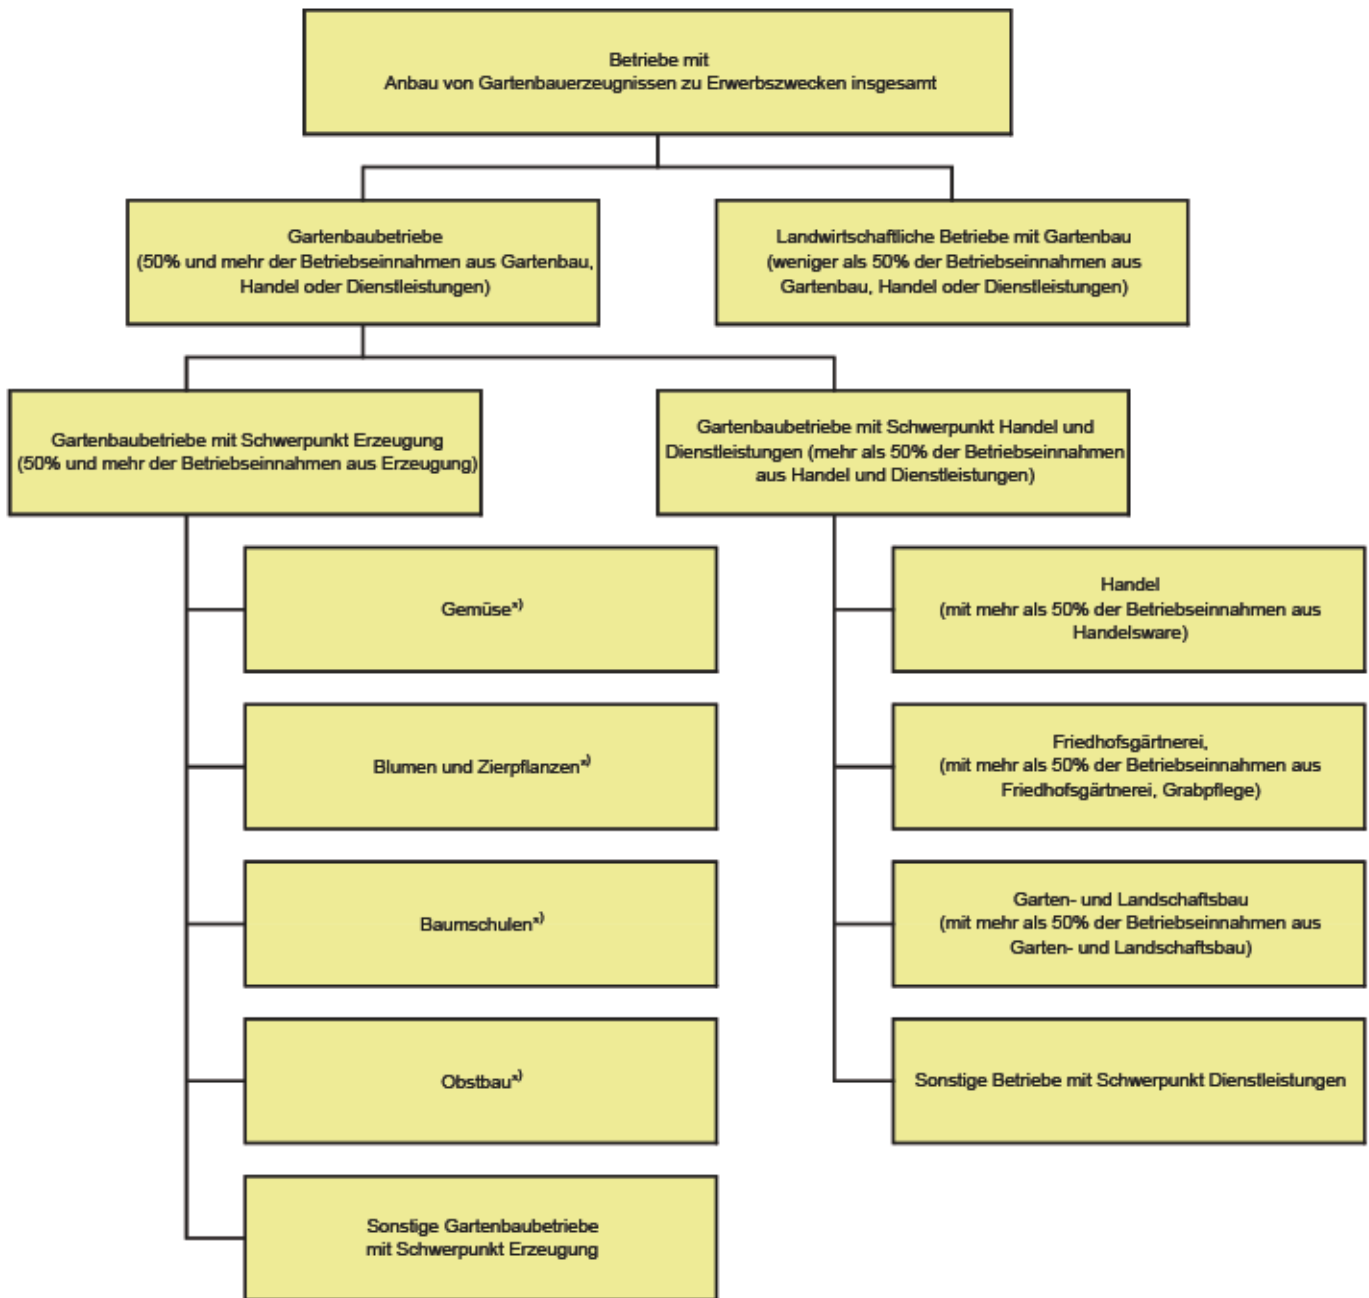 Betriebe mit
Anbau von Gartenbauerzeugnissen zu Erwerbszwecken insgesamt
Gartenbaubetriebe
(50% und mehr der Betriebseinnahmen aus Gartenbau,
Handel oder Dienstleistungen)
Landwirtschaftliche Betriebe mit Gartenbau
(weniger als 50% der Betriebseinnahmen aus
Gartenbau, Handel oder Dienstleistungen)
Gartenbaubetriebe mit Schwerpunkt Erzeugung
(50% und mehr der Betriebseinnahmen aus Erzeugung)
Gartenbaubetriebe mit Schwerpunkt Handel und
Dienstleistungen (mehr als 50% der Betriebseinnahmen
aus Handel und Dienstleistungen)
Gemüse x)
Blumen und Zierpflanzen x)
Baumschulen x)
Obstbau x)
Sonstige Gartenbaubetriebe
mit Schwerpunkt Erzeugung
Handel
(mit mehr als 50% der Betriebseinnahmen aus
Handelsware)
Friedhofsgärtnerei,
(mit mehr als 50% der Betriebseinnahmen aus
Friedhofsgärtnerei, Grabpflege)
Garten- und Landschaftsbau
(mit mehr als 50% der Betriebseinnahmen aus
Garten- und Landschaftsbau)
Sonstige Betriebe mit Schwerpunkt Dienstleistungen